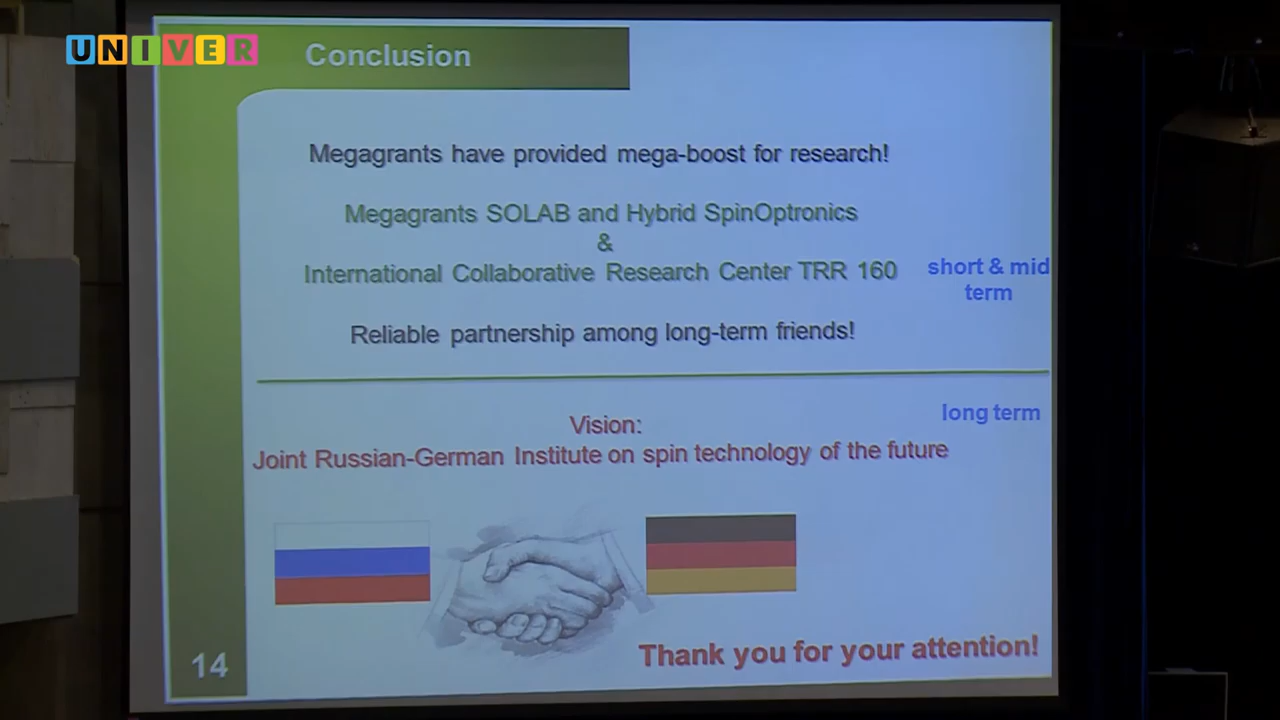 UNIVER
Conclusion
Megagrants have provided mega-boost for research!
Megagrants SOLAB and Hybrid SpinOptronics
&
International Collaborative Research Center TRR 160
short & mid
term
Reliable partnership among long-term friends!
long term
Vision:
Joint Russian-German Institute on spin technology of the future
Thank you for your attention!
14